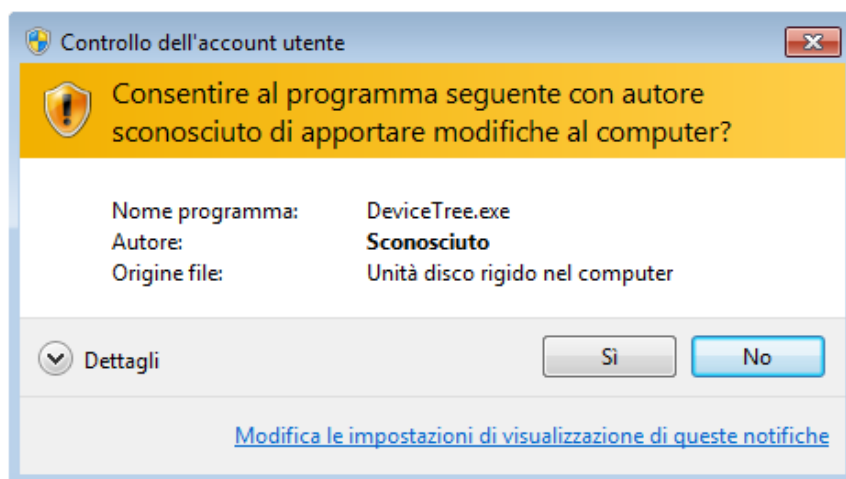 Controllo dell'account utente
Consentire al programma seguente con autore
sconosciuto di apportare modifiche al computer?
Nome programma: DeviceTree.exe
Autore: Sconosciuto
Origine file: Unità disco rigido nel computer
Dettagli Sì No
Modifica le impostazioni di visualizzazione di queste notifiche